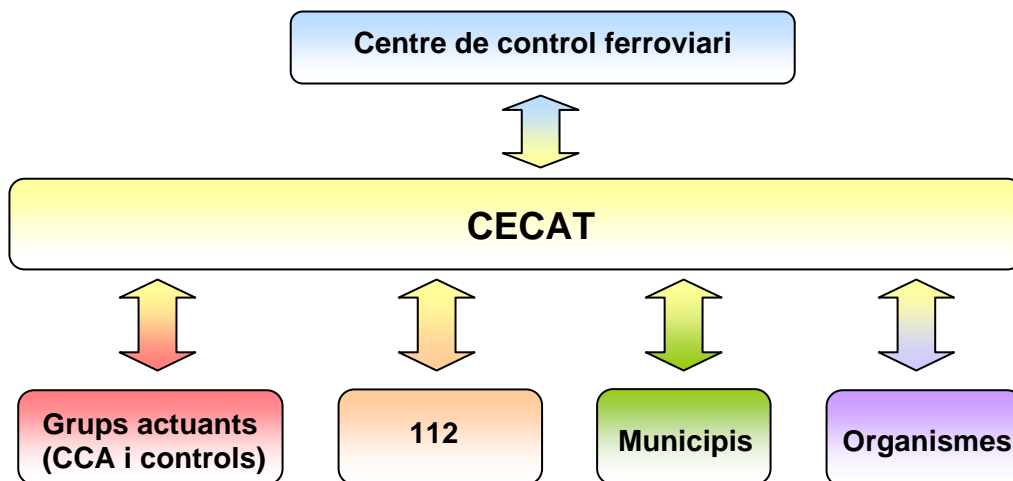 Centre de control ferroviari
CECAT
Grups actuants
(CCA i controls)
112
Municipis
Organismes